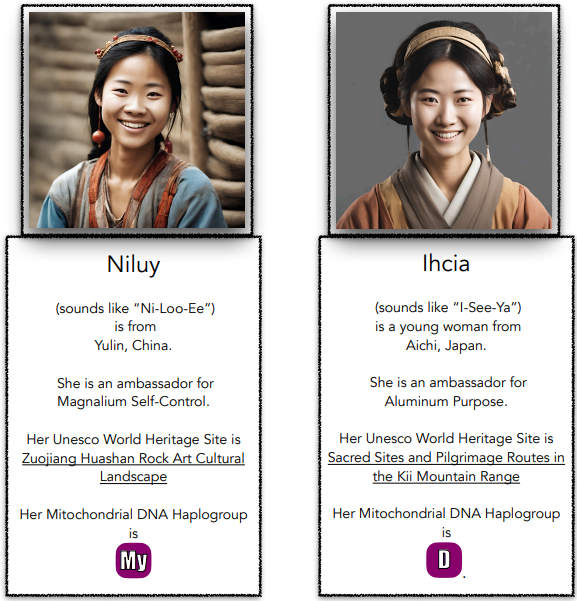 Niluy
(sounds like “Ni-Loo-Ee”)
is from
Yulin, China.
She is an ambassador for
Magnalium Self-Control.
Her Unesco World Heritage Site is
Zuojiang Huashan Rock Art Cultural
Landscape
Her Mitochondrial DNA Haplogroup
is
My
Ihcia
(sounds like “I-See-Ya”)
is a young woman from
Aichi, Japan.
She is an ambassador for
Aluminum Purpose.
Her Unesco World Heritage Site is
Sacred Sites and Pilgrimage Routes in
the Kii Mountain Range
Her Mitochondrial DNA Haplogroup
is
D.